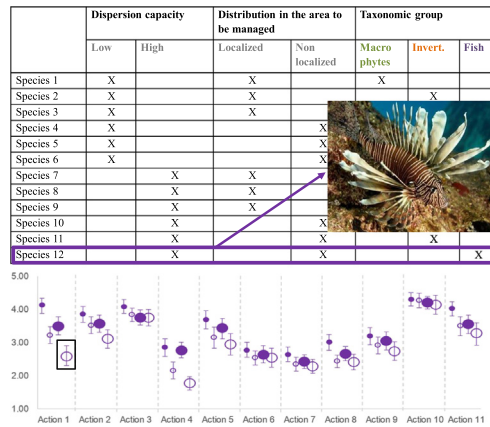 Dispersion capacity Distribution in the area to be managed Taxonomic group
Low High Localized Non localized Macro phytes Invert. Fish
Species 1 X X X
Species 2 X X X
Species 3 X X
Species 4 X X
Species 5 X X
Species 6 X X
Species 7 X X
Species 8 X X
Species 9 X X
Species 10 X X
Species 11 X X X
Species 12 X X X
5.00
4.00
3.00
2.00
1.00
Action 1 Action 2 Action 3 Action 4 Action 5 Action 6 Action 7 Action 8 Action 9 Action 10 Action 11